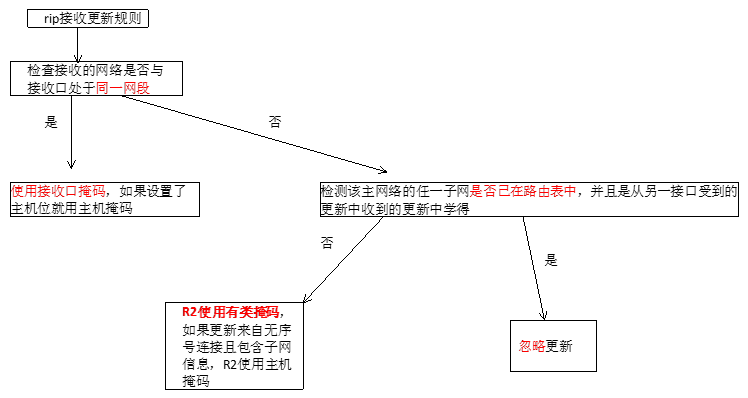 rip接收更新规则
检查接收的网络是否与
接收口处于同一网段
是
否
使用接收口掩码，如果设置了
主机位就用主机掩码
检测该主网络的任一子网是否已在路由表中，并且是从另一接口受到的
更新中收到的更新中学得
否
是
R2使用有类掩码，
如果更新来自无序
号连接且包含子网
信息，R2使用主机
掩码
忽略更新